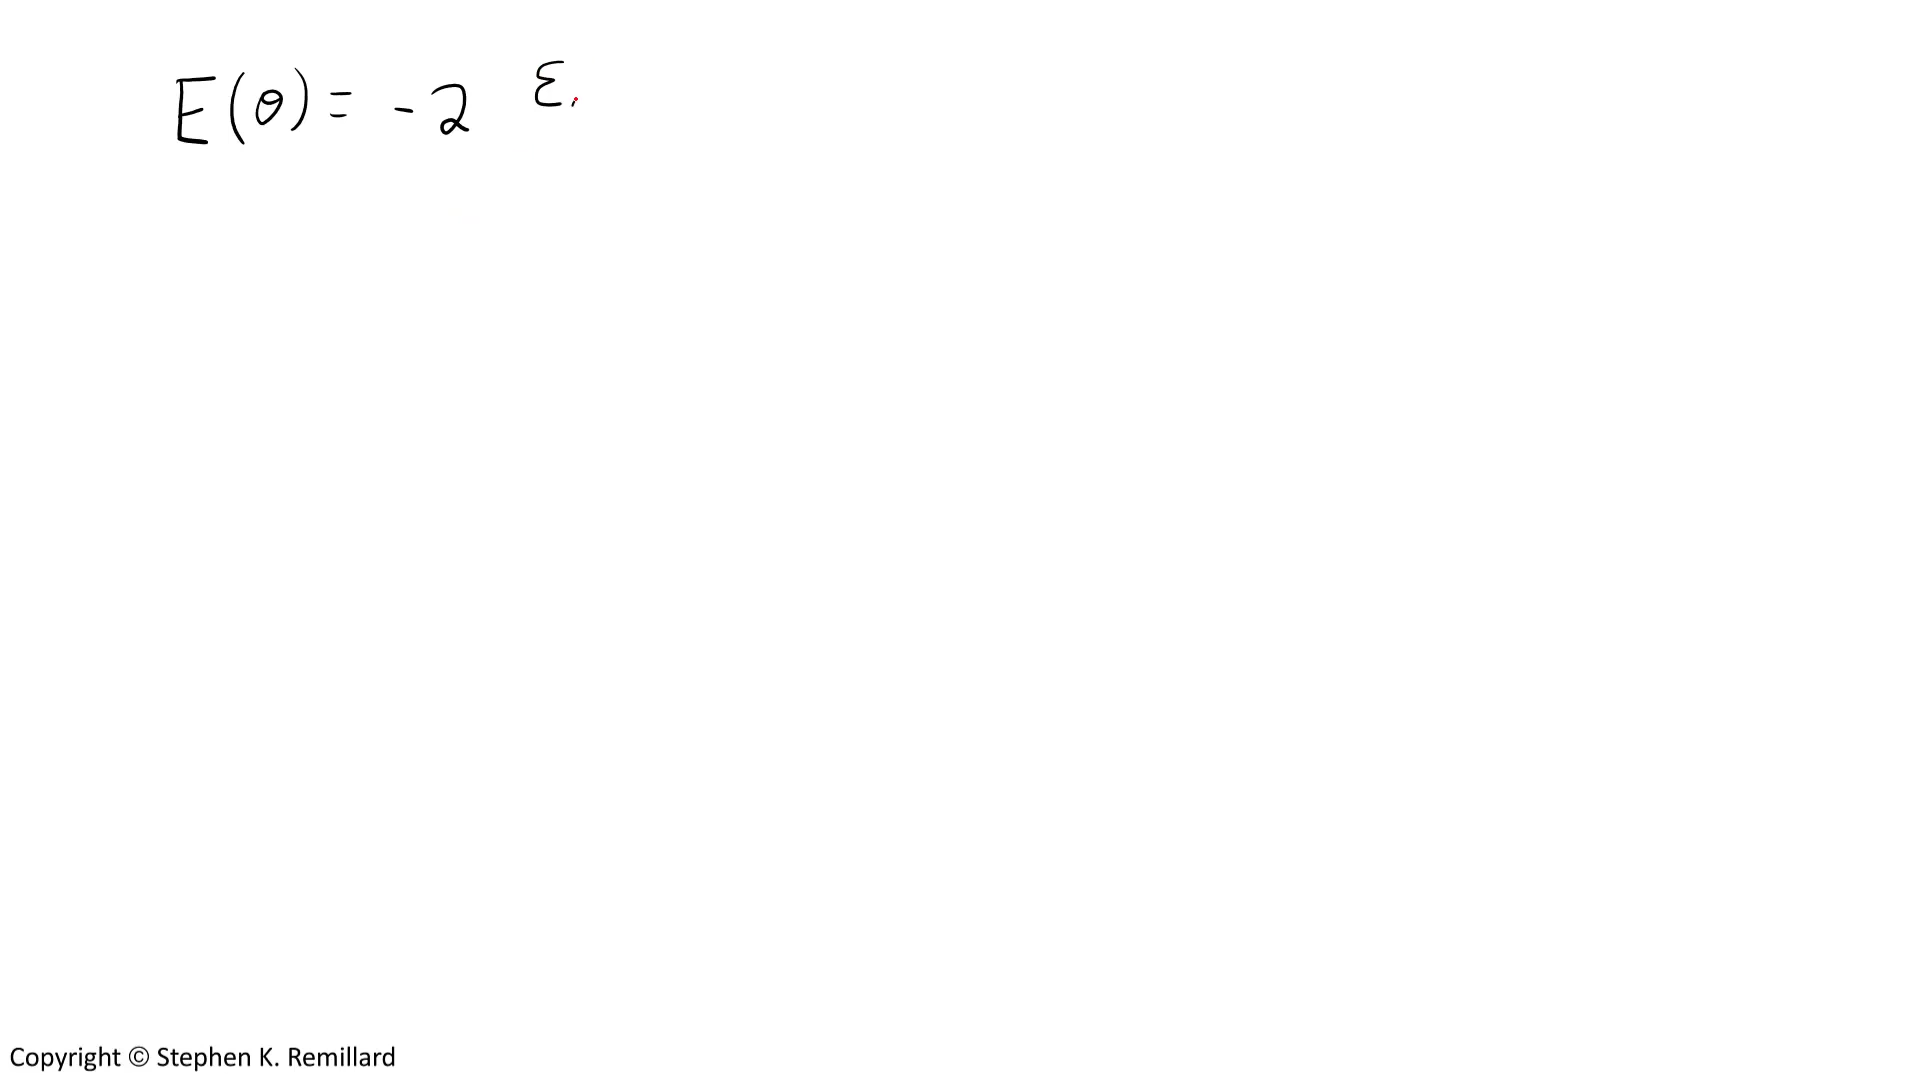 E(θ) = -2 ε
Copyright © Stephen K. Remillard